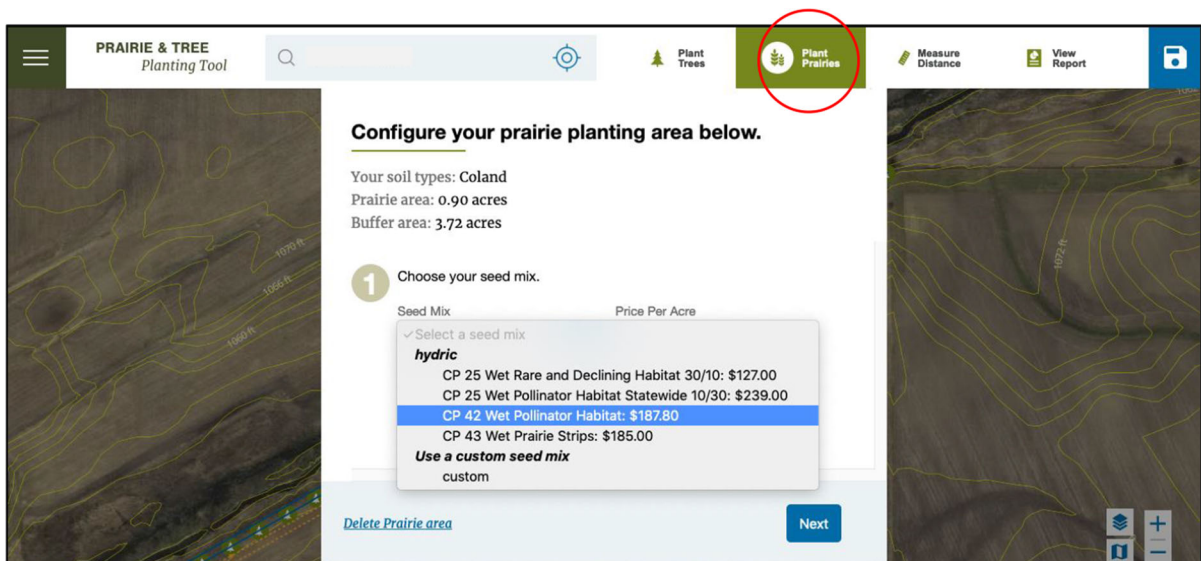 PRAIRIE & TREE
Planting Tool
Plant
Trees
Plant
Prairies
Measure
Distance
View
Report
Configure your prairie planting area below.
Your soil types: Coland
Prairie area: 0.90 acres
Buffer area: 3.72 acres
1 Choose your seed mix.
Seed Mix Price Per Acre
✓Select a seed mix
hydric
CP 25 Wet Rare and Declining Habitat 30/10: $127.00
CP 25 Wet Pollinator Habitat Statewide 10/30: $239.00
CP 42 Wet Pollinator Habitat: $187.80
CP 43 Wet Prairie Strips: $185.00
Use a custom seed mix
custom
Delete Prairie area
Next
1070 ft
1066 ft
1060 ft
1072 ft